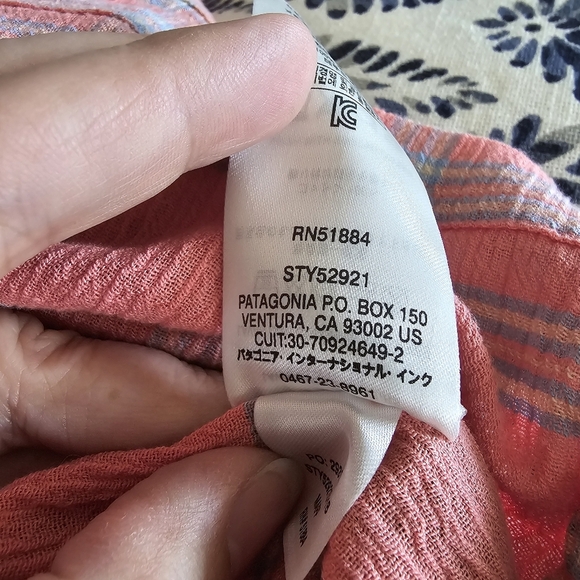 RN51884
STY52921
PATAGONIA P.O. BOX 150
VENTURA, CA 93002 US
CUIT:30-70924649-2
パタゴニア・インターナショナル・インク
0467-23-8961